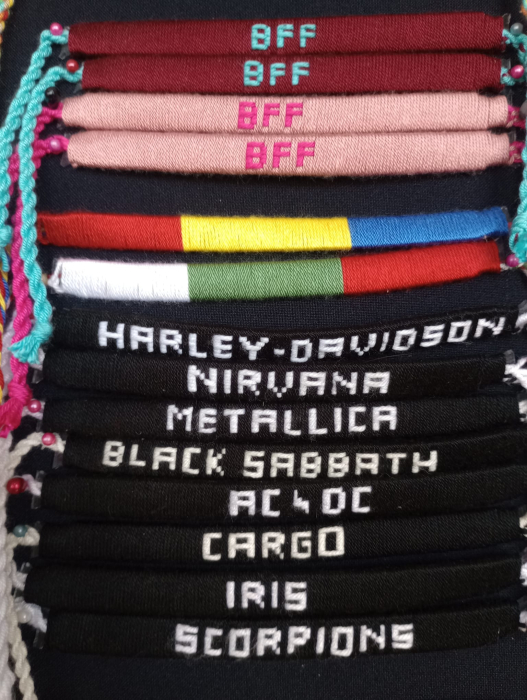 BFF
BFF
BFF
BFF
HARLEY-DAVIDSON
NIRVANA
METALLICA
BLACK SABBATH
AC⚡DC
CARGO
IRIS
SCORPIONS